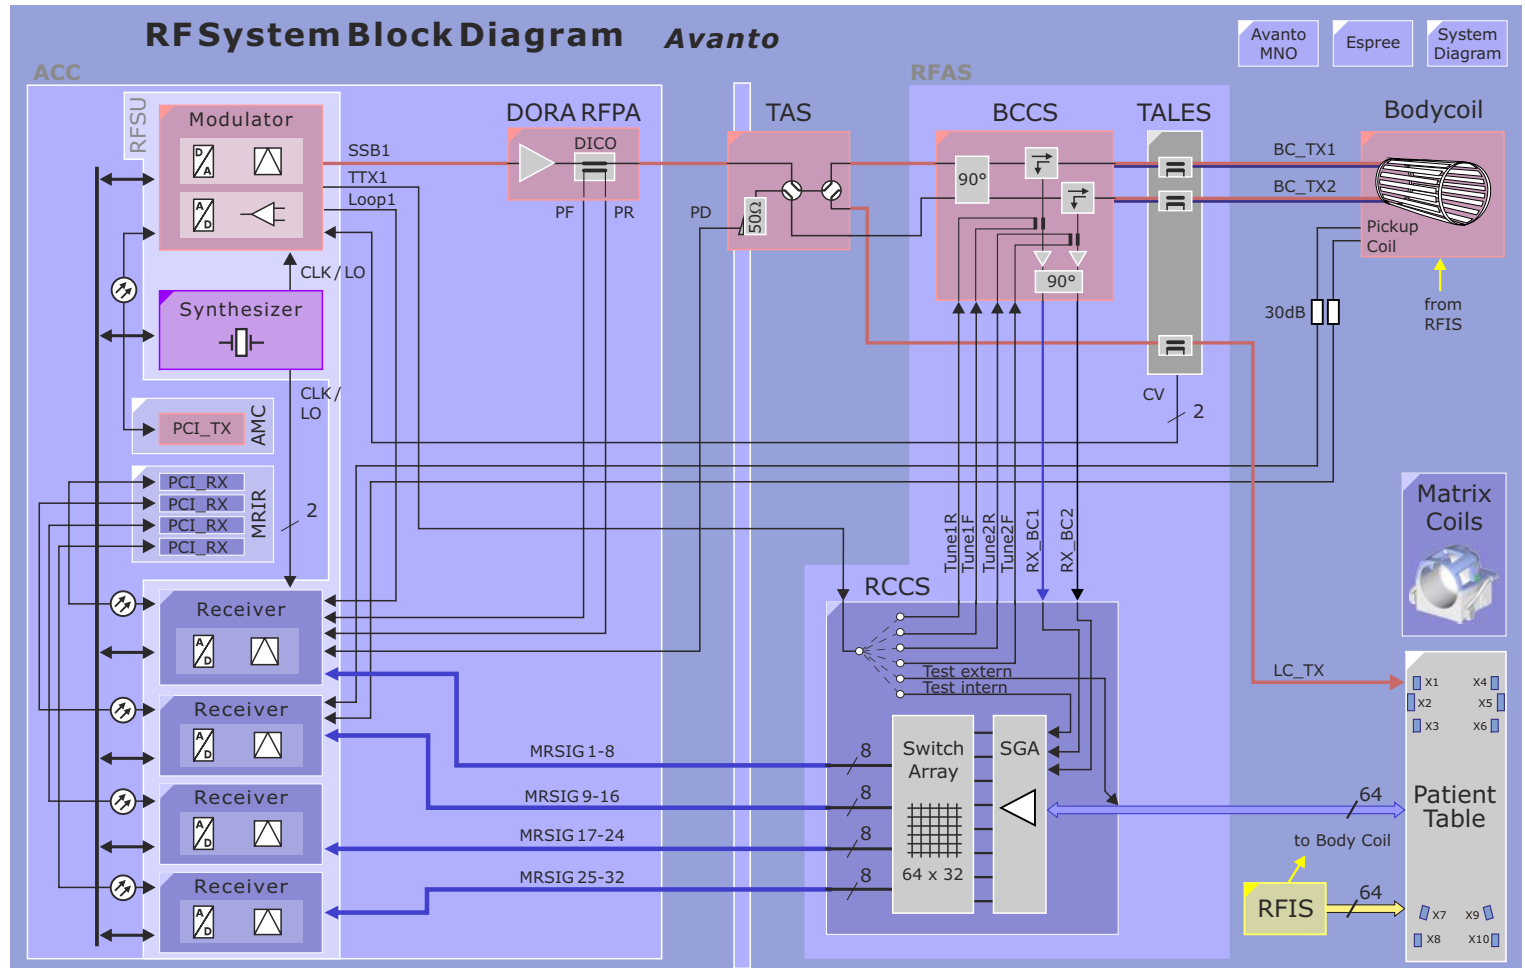 RF System Block Diagram Avanto
Avanto
MNO
Espree
System
Diagram
ACC
RFAS
RFSU
Modulator
D
A
A
D
SSB1
TTX1
Loop1
DORA RFPA
DICO
PF
PR
TAS
PD
50Ω
BCCS
90°
90°
TALES
CV
2
BC_TX1
BC_TX2
Bodycoil
Pickup
Coil
30dB
from
RFIS
CLK/LO
Synthesizer
CLK/
LO
PCI_TX
AMC
PCI_RX
PCI_RX
PCI_RX
PCI_RX
MRIR
2
Tune1R
Tune1F
Tune2R
Tune2F
RX_BC1
RX_BC2
Matrix
Coils
Receiver
A
D
Receiver
A
D
Receiver
A
D
Receiver
A
D
MRSIG 1-8
MRSIG 9-16
MRSIG 17-24
MRSIG 25-32
RCCS
Test extern
Test intern
8
8
8
8
Switch
Array
64 x 32
SGA
LC_TX
64
to Body Coil
RFIS
64
X1
X4
X2
X5
X3
X6
Patient
Table
X7
X9
X8
X10